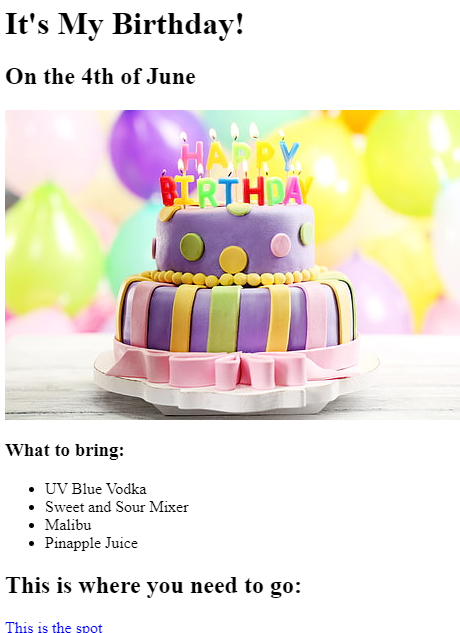 It's My Birthday!
On the 4th of June
HAPPY
BIRTHDAY
What to bring:
UV Blue Vodka
Sweet and Sour Mixer
Malibu
Pinapple Juice
This is where you need to go:
This is the spot